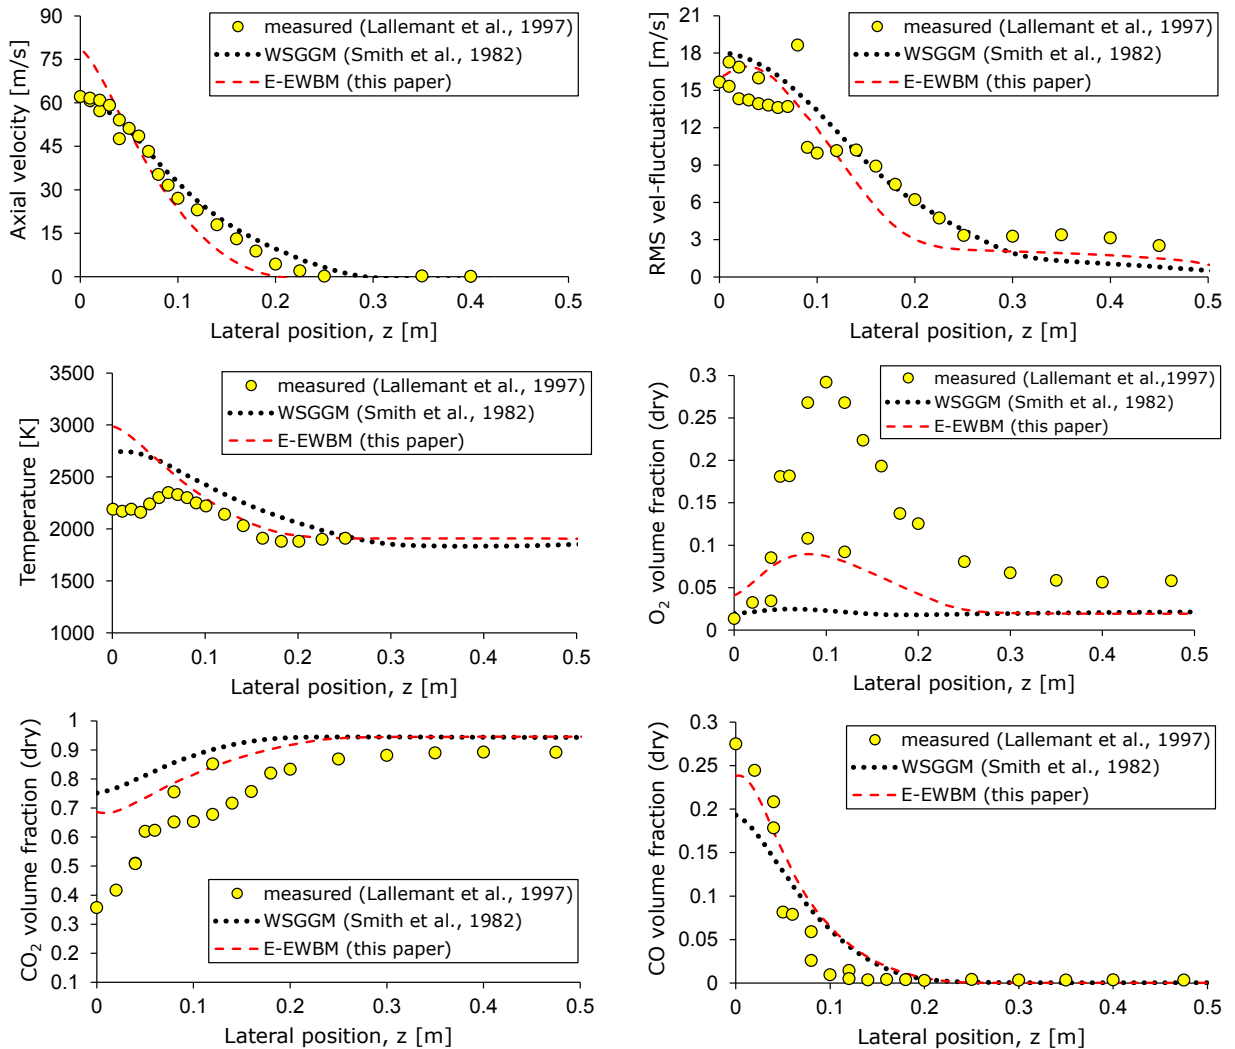 90
75
60
45
30
15
0
0
0.1
0.2
0.3
0.4
0.5
Axial velocity [m/s]
Lateral position, z [m]
measured (Lallemant et al., 1997)
WSGGM (Smith et al., 1982)
E-EWBM (this paper)
21
18
15
12
9
6
3
0
0
0.1
0.2
0.3
0.4
0.5
RMS vel-fluctuation [m/s]
Lateral position, z [m]
measured (Lallemant et al., 1997)
WSGGM (Smith et al., 1982)
E-EWBM (this paper)
3500
3000
2500
2000
1500
1000
0
0.1
0.2
0.3
0.4
0.5
Temperature [K]
Lateral position, z [m]
measured (Lallemant et al., 1997)
WSGGM (Smith et al., 1982)
E-EWBM (this paper)
0.3
0.25
0.2
0.15
0.1
0.05
0
0
0.1
0.2
0.3
0.4
0.5
O2 volume fraction (dry)
Lateral position, z [m]
measured (Lallemant et al.,1997)
WSGGM (Smith et al., 1982)
E-EWBM (this paper)
1
0.9
0.8
0.7
0.6
0.5
0.4
0.3
0.2
0.1
0
0.1
0.2
0.3
0.4
0.5
CO2 volume fraction (dry)
Lateral position, z [m]
measured (Lallemant et al., 1997)
WSGGM (Smith et al., 1982)
E-EWBM (this paper)
0.3
0.25
0.2
0.15
0.1
0.05
0
0
0.1
0.2
0.3
0.4
0.5
CO volume fraction (dry)
Lateral position, z [m]
measured (Lallemant et al., 1997)
WSGGM (Smith et al., 1982)
E-EWBM (this paper)